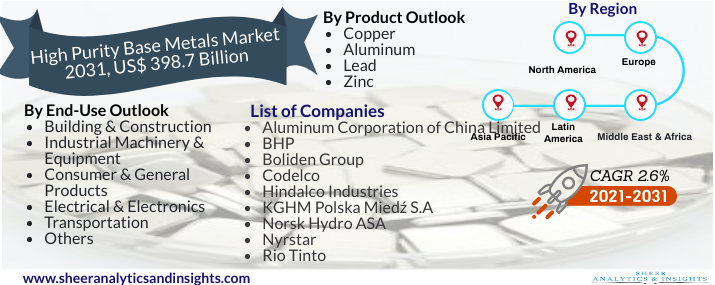 High Purity Base Metals Market
2031, US$ 398.7 Billion
By Product Outlook
• Copper
• Aluminum
• Lead
• Zinc
By Region
North America
Europe
Asia Pacific
Latin
America
Middle East & Africa
By End-Use Outlook
• Building & Construction
• Industrial Machinery &
Equipment
• Consumer & General
Products
• Electrical & Electronics
• Transportation
• Others
List of Companies
• Aluminum Corporation of China Limited
• BHP
• Boliden Group
• Codelco
• Hindalco Industries
• KGHM Polska Miedź S.A
• Norsk Hydro ASA
• Nyrstar
• Rio Tinto
CAGR 2.6%
2021-2031
www.sheeranalyticsandinsights.com
SHEER
ANALYTICS & INSIGHTS